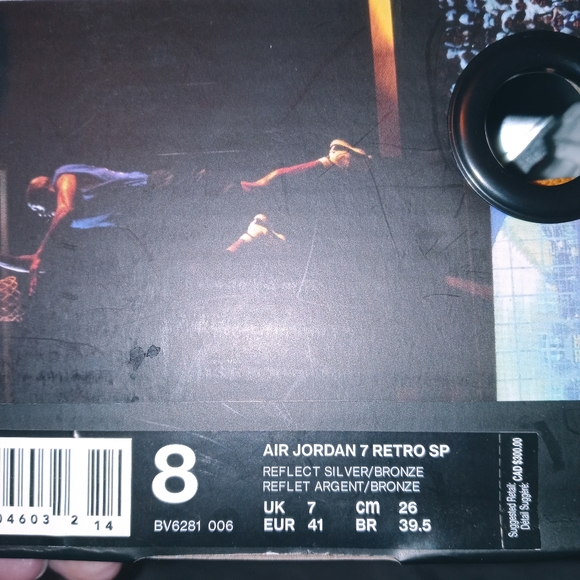 8
BV6281 006
AIR JORDAN 7 RETRO SP
REFLECT SILVER/BRONZE
REFLET ARGENT/BRONZE
UK 7 cm 26
EUR 41 BR 39.5
04603 2 14
Suggested Retail: CAD $300.00
Détail Suggéré: